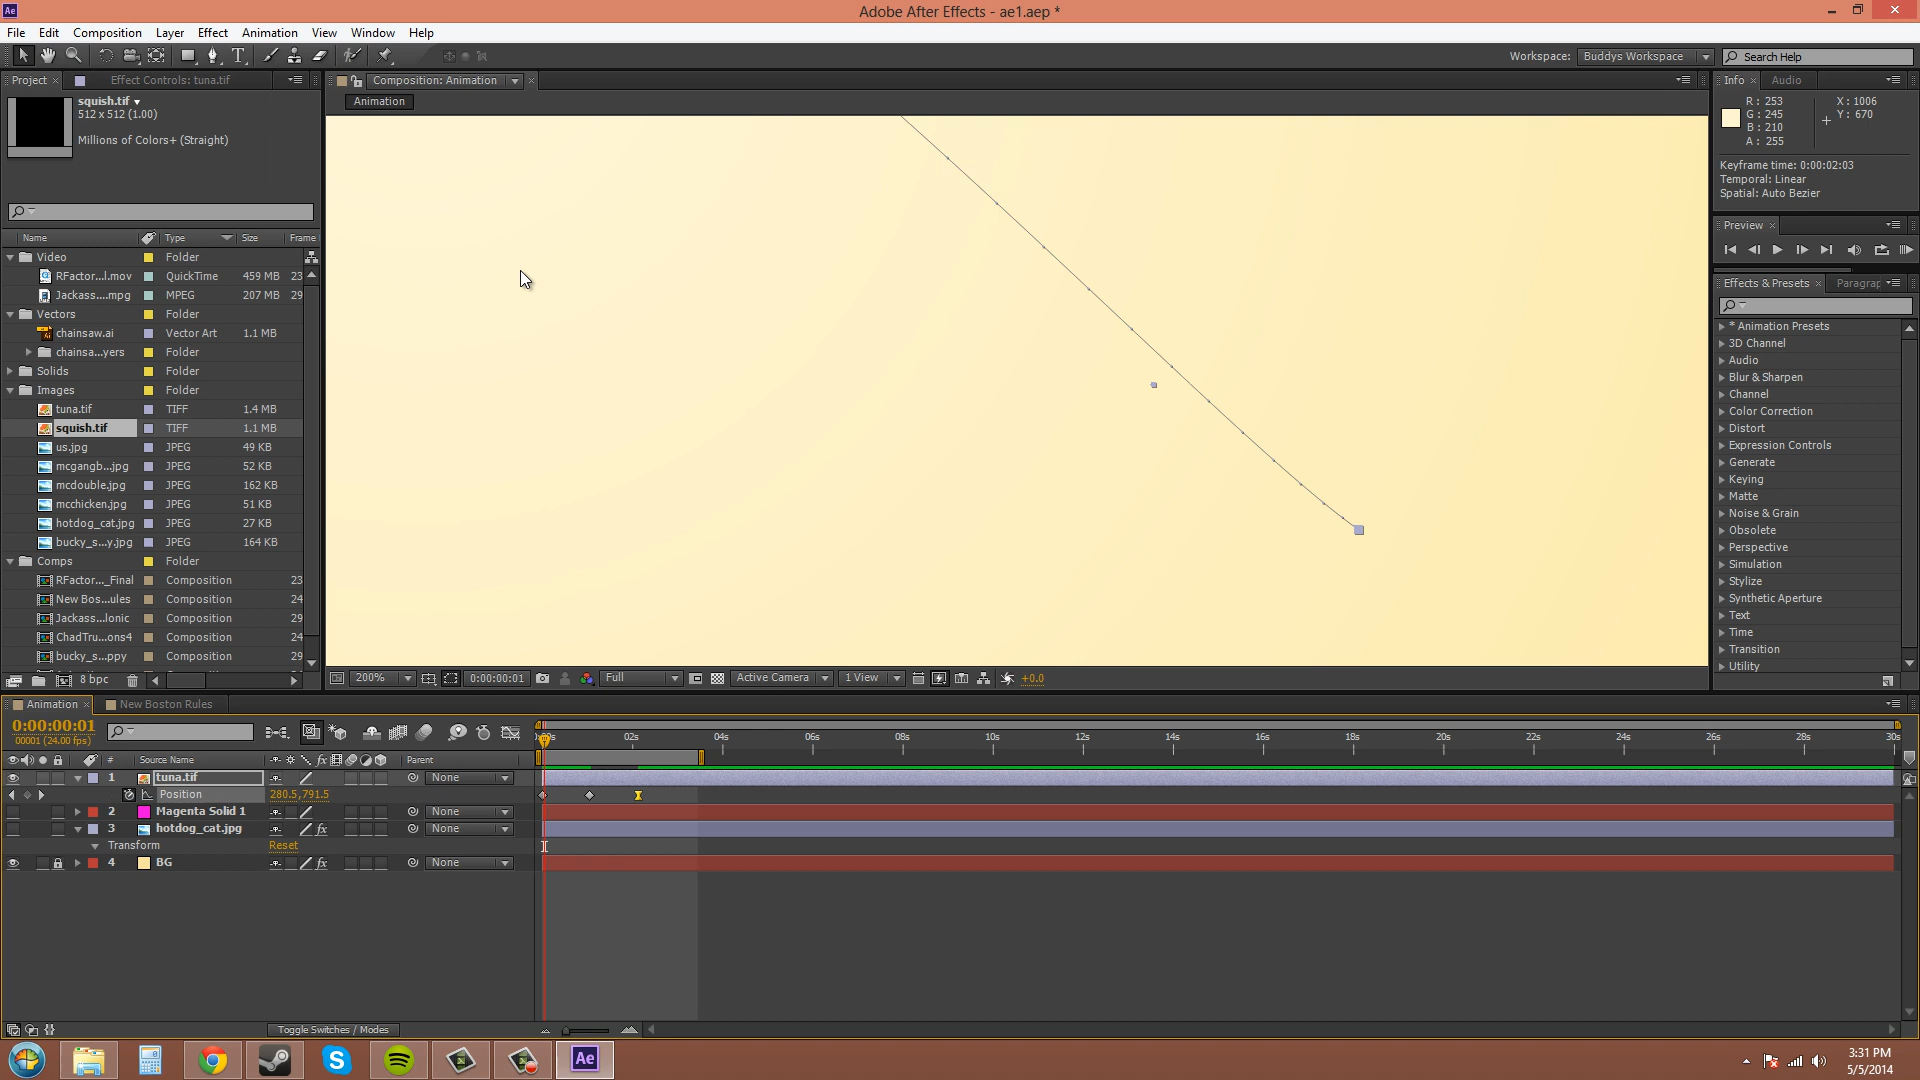 Adobe After Effects - ae1.aep *
File Edit Composition Layer Effect Animation View Window Help
Workspace: Buddys Workspace Search Help
Project Effect Controls: tuna.tif
Composition: Animation
Animation
squish.tif
512 x 512 (1.00)
Millions of Colors+ (Straight)
Info Audio
R: 253 X: 1006
G: 245 Y: 670
B: 210
A: 255
Keyframe time: 0:00:02:03
Temporal: Linear
Spatial: Auto Bezier
Preview
Effects & Presets Paragrap
* Animation Presets
3D Channel
Audio
Blur & Sharpen
Channel
Color Correction
Distort
Expression Controls
Generate
Keying
Matte
Noise & Grain
Obsolete
Perspective
Simulation
Stylize
Synthetic Aperture
Text
Time
Transition
Utility
Name Type Size Frame
Video Folder
RFactor...l.mov QuickTime 459 MB 23
Jackass....mpg MPEG 207 MB 29
Vectors Folder
chainsaw.ai Vector Art 1.1 MB
chainsa...yers Folder
Solids Folder
Images Folder
tuna.tif TIFF 1.4 MB
squish.tif TIFF 1.1 MB
us.jpg JPEG 49 KB
mcgangb...jpg JPEG 52 KB
mcdouble.jpg JPEG 162 KB
mcchicken.jpg JPEG 51 KB
hotdog_cat.jpg JPEG 27 KB
bucky_s...y.jpg JPEG 164 KB
Comps Folder
RFactor..._Final Composition 23
New Bos...ules Composition 24
Jackass...lonic Composition 29
ChadTru...ons4 Composition 24
bucky_s...ppy Composition 29
8 bpc
200% 0:00:00:01 Full Active Camera 1 View +0.0
Animation New Boston Rules
0:00:00:01
00001 (24.00 fps)
02s 04s 06s 08s 10s 12s 14s 16s 18s 20s 22s 24s 26s 28s 30s
# Source Name Parent
1 tuna.tif None
Position 280.5,791.5
2 Magenta Solid 1 None
3 hotdog_cat.jpg fx None
Transform Reset
4 BG fx None
Toggle Switches / Modes
Ae
3:31 PM
5/5/2014